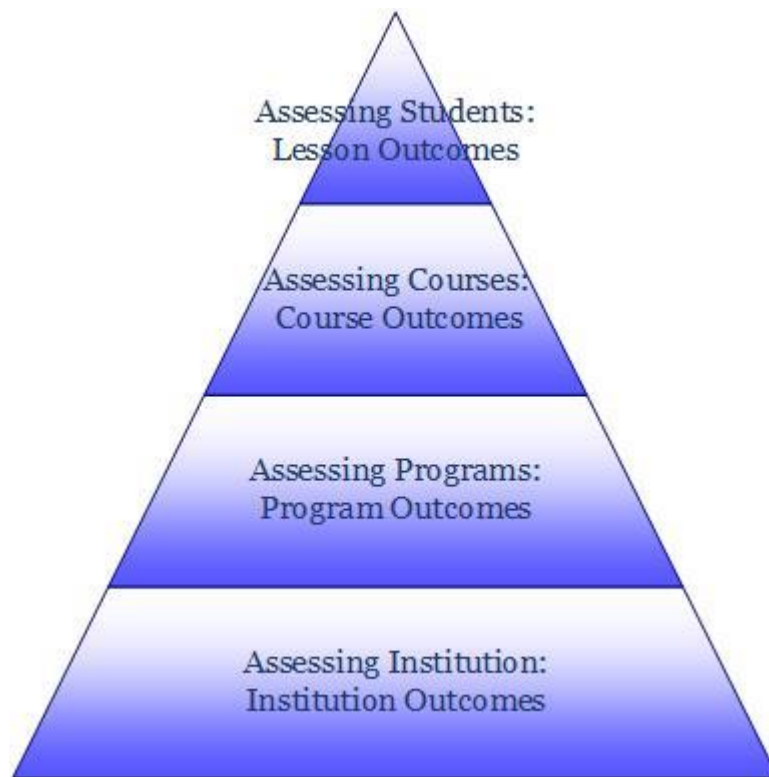 Assessing Students:
Lesson Outcomes
Assessing Courses:
Course Outcomes
Assessing Programs:
Program Outcomes
Assessing Institution:
Institution Outcomes